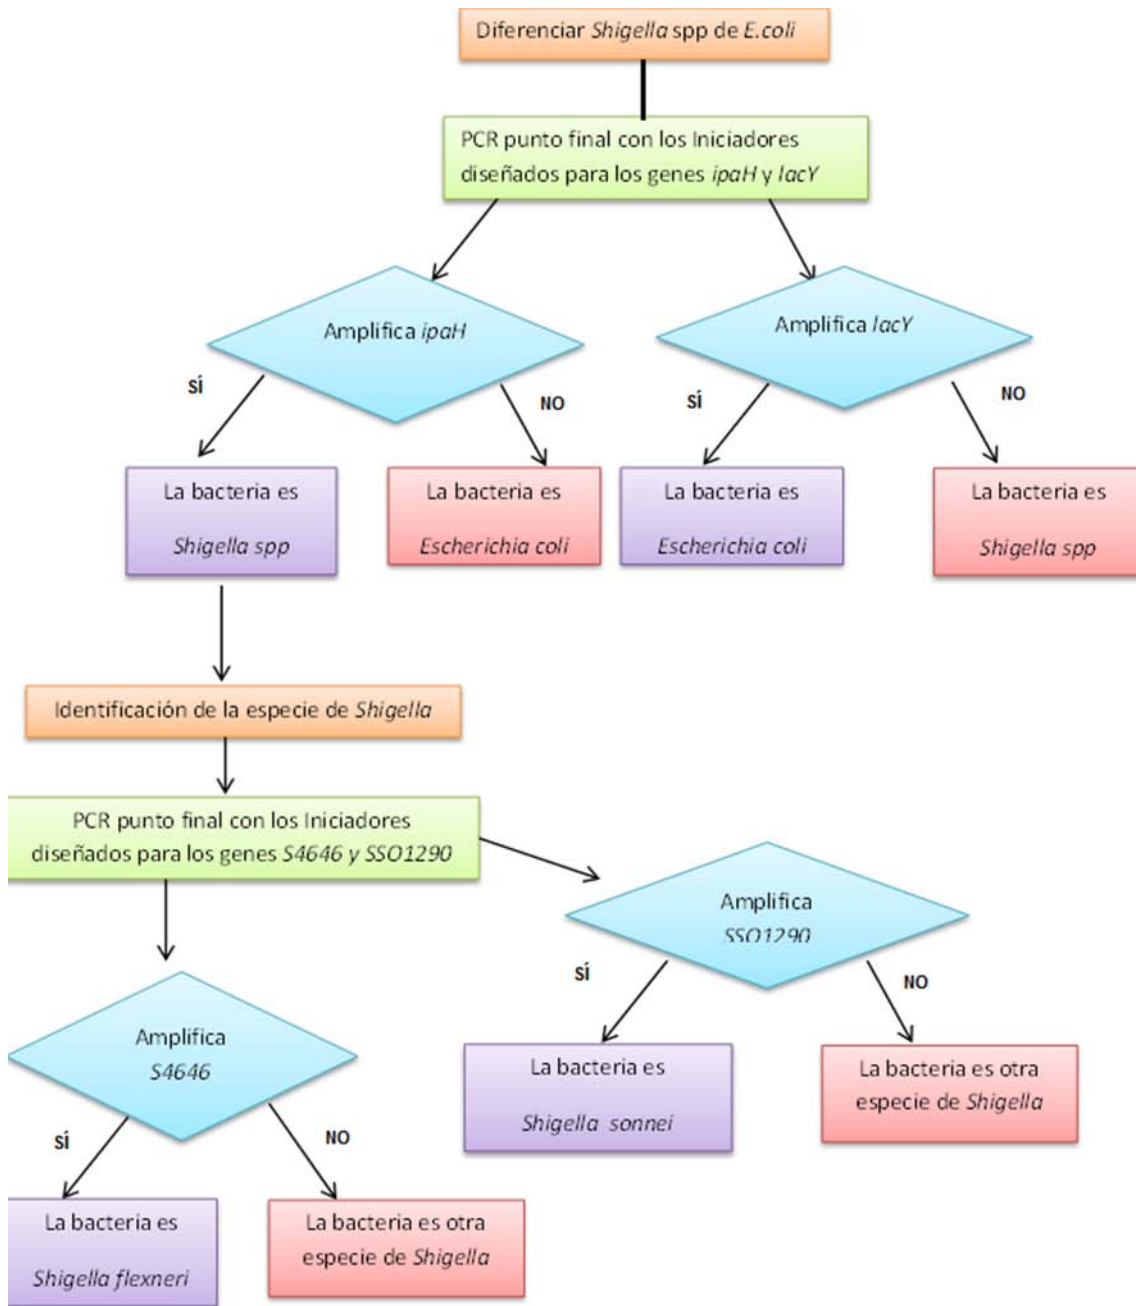 Diferenciar Shigella spp de E.coli
PCR punto final con los Iniciadores
diseñados para los genes ipaH y lacY
Amplifica ipaH
Amplifica lacY
SÍ
NO
SÍ
NO
La bacteria es
Shigella spp
La bacteria es
Escherichia coli
La bacteria es
Escherichia coli
La bacteria es
Shigella spp
Identificación de la especie de Shigella
PCR punto final con los Iniciadores
diseñados para los genes S4646 y SSO1290
Amplifica
SSO1290
SÍ
NO
La bacteria es
Shigella sonnei
La bacteria es otra
especie de Shigella
Amplifica
S4646
SÍ
NO
La bacteria es
Shigella flexneri
La bacteria es otra
especie de Shigella